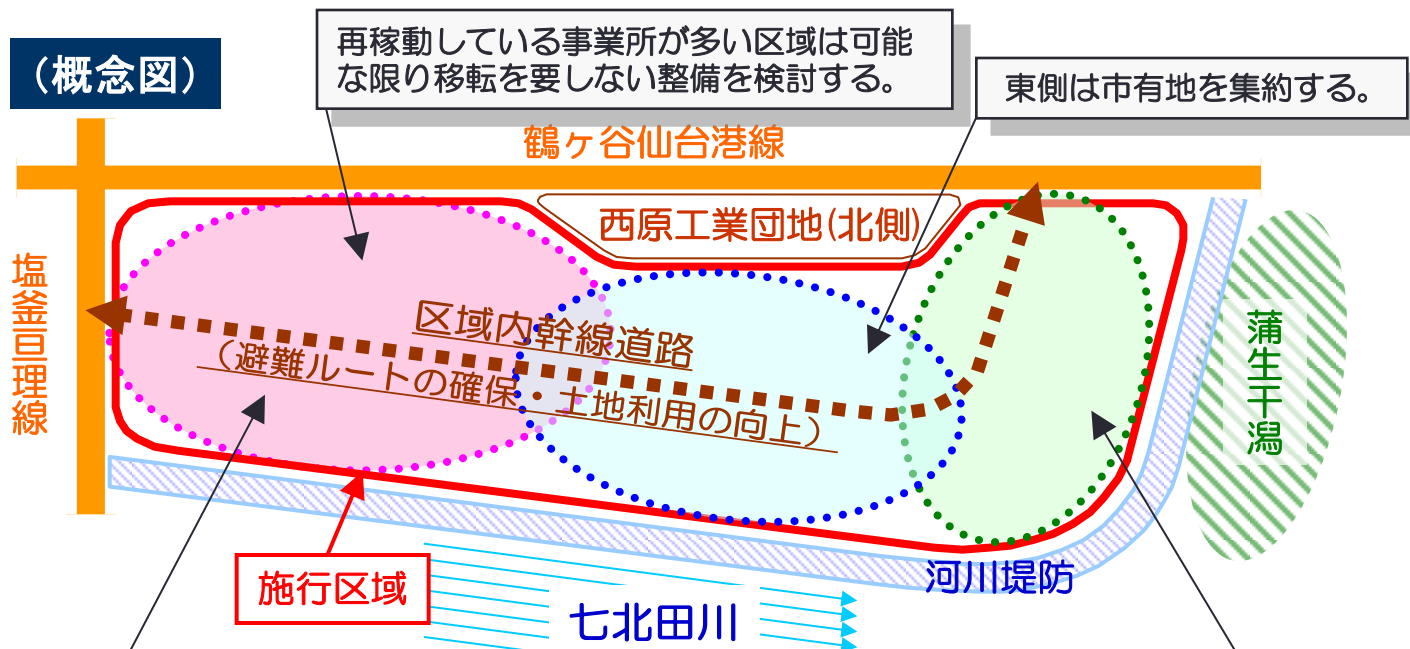 （概念図）
再稼動している事業所が多い区域は可能
な限り移転を要しない整備を検討する。
東側は市有地を集約する。
鶴ヶ谷仙台港線
西原工業団地(北側)
塩釜亘理線
区域内幹線道路
（避難ルートの確保・土地利用の向上）
蒲生干潟
施行区域
河川堤防
七北田川